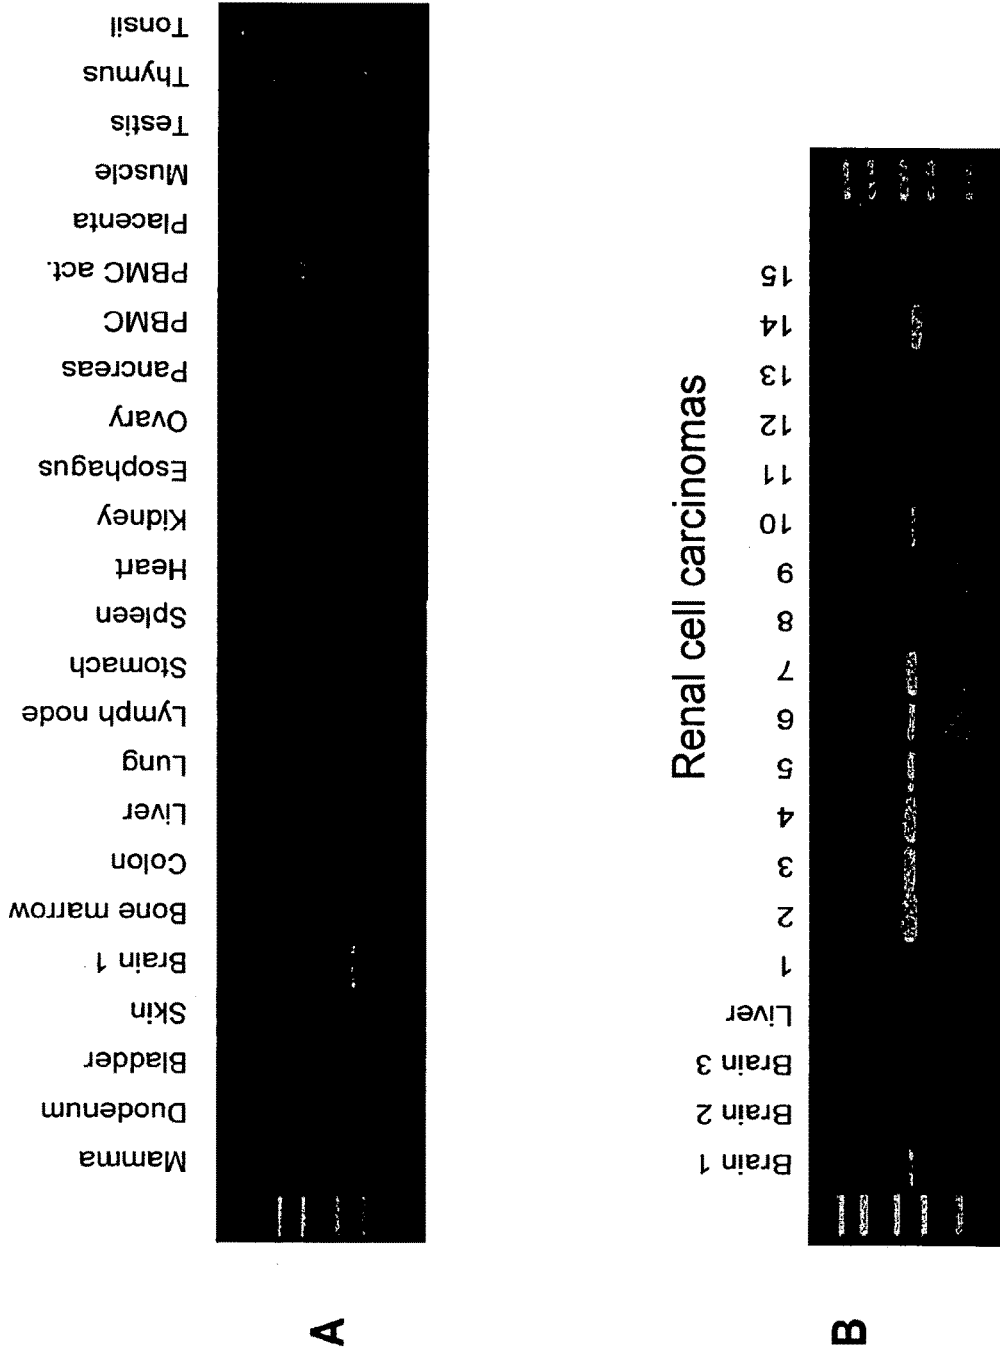 A
Mamma
Duodenum
Bladder
Skin
Brain 1
Bone marrow
Colon
Liver
Lung
Lymph node
Stomach
Spleen
Heart
Kidney
Esophagus
Ovary
Pancreas
PBMC
PBMC act.
Placenta
Muscle
Testis
Thymus
Tonsil
B
Renal cell carcinomas
Brain 1
Brain 2
Brain 3
Liver
1
2
3
4
5
6
7
8
9
10
11
12
13
14
15